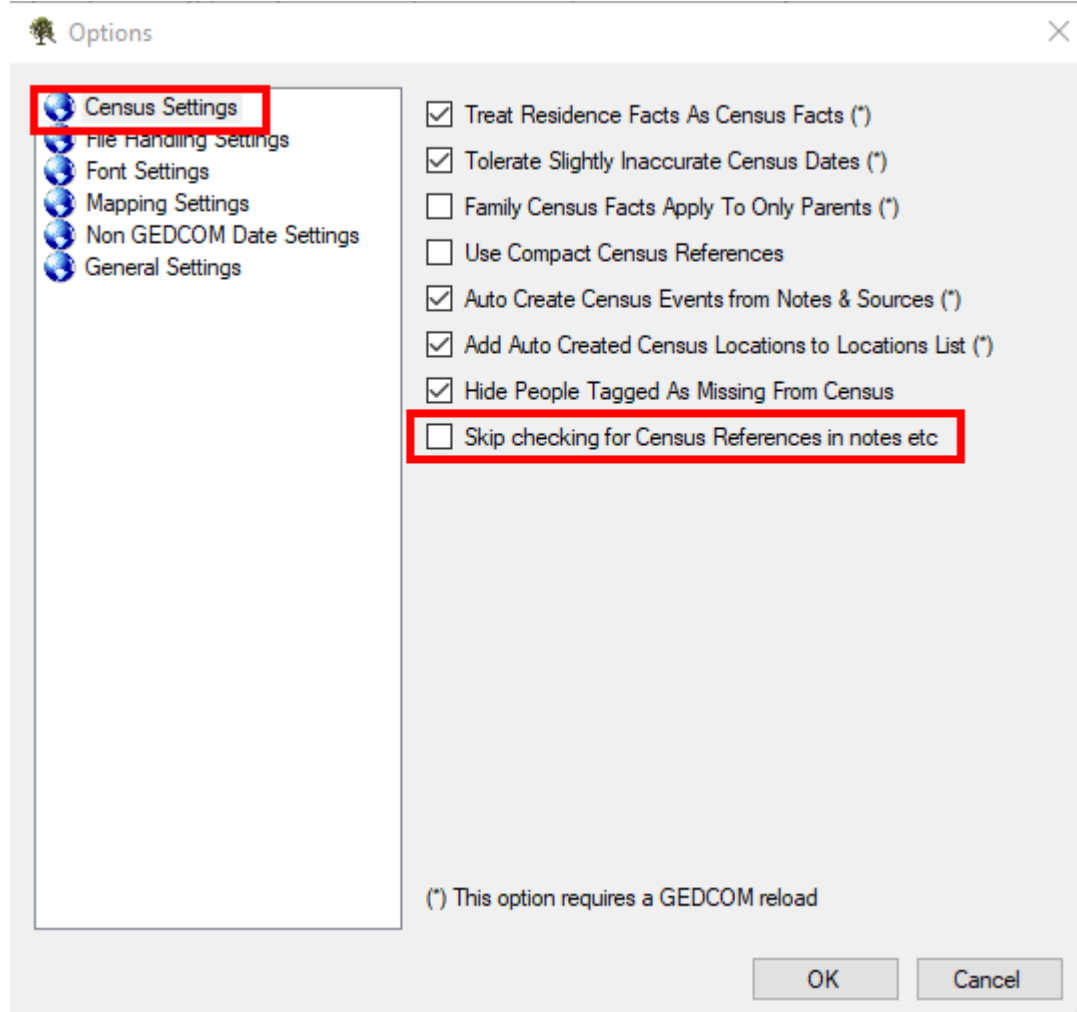 Options
Census Settings
File Handling Settings
Font Settings
Mapping Settings
Non GEDCOM Date Settings
General Settings
Treat Residence Facts As Census Facts (*)
Tolerate Slightly Inaccurate Census Dates (*)
Family Census Facts Apply To Only Parents (*)
Use Compact Census References
Auto Create Census Events from Notes & Sources (*)
Add Auto Created Census Locations to Locations List (*)
Hide People Tagged As Missing From Census
Skip checking for Census References in notes etc
(*) This option requires a GEDCOM reload
OK Cancel